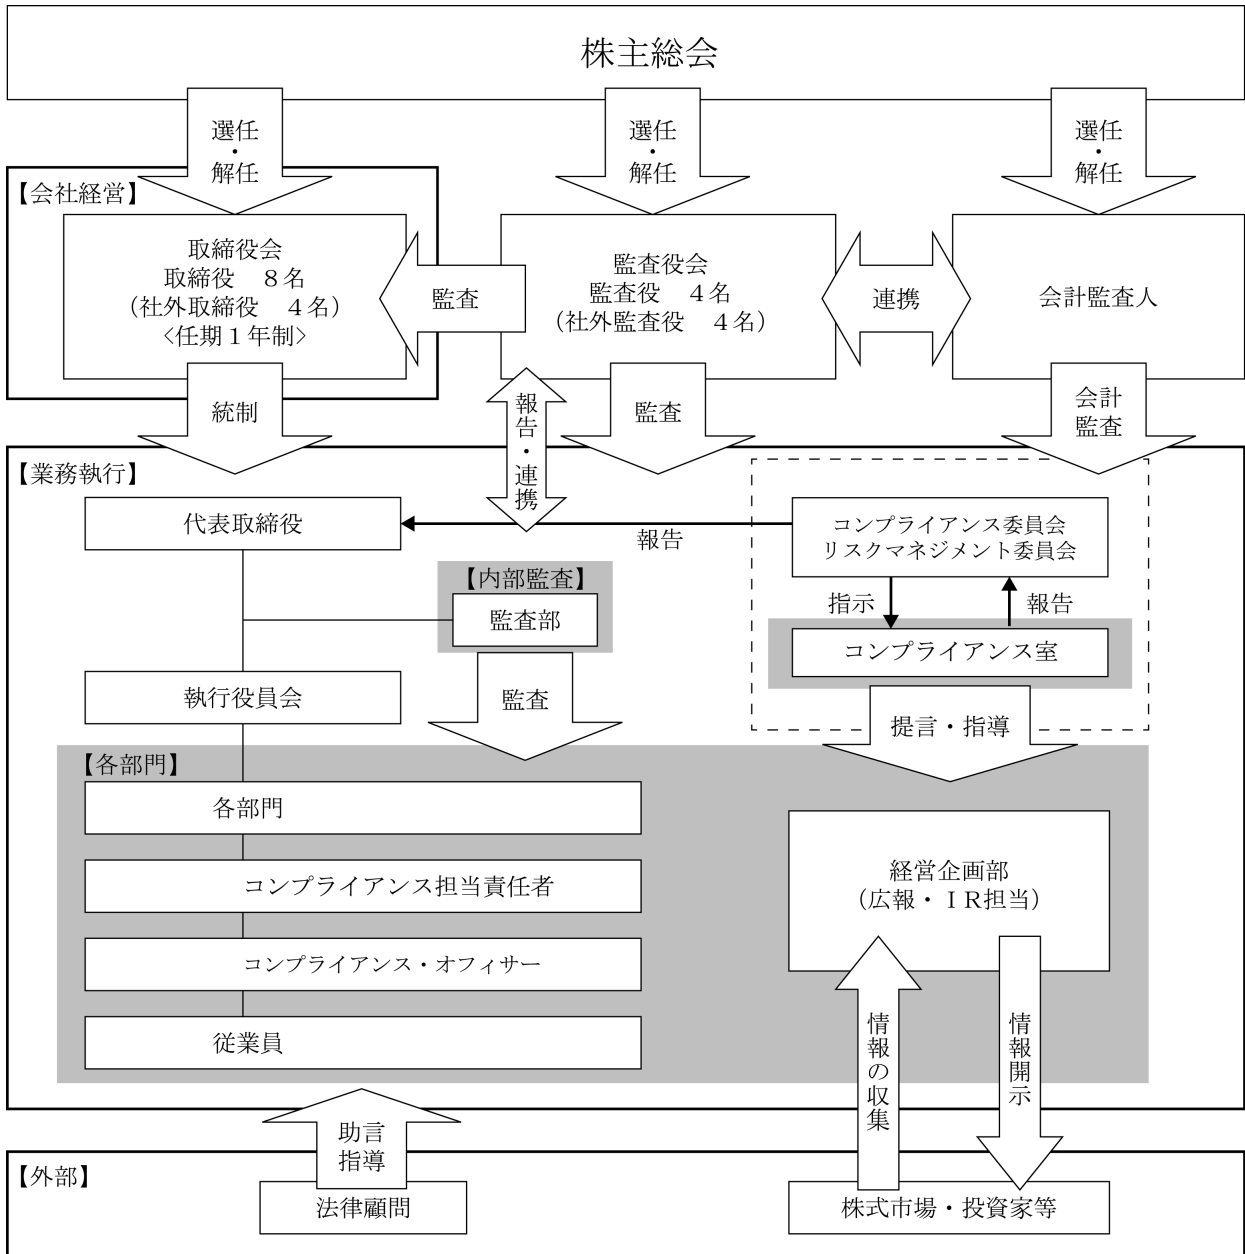 株主総会
選任
・
解任
選任
・
解任
選任
・
解任
【会社経営】
取締役会
取締役　８名
（社外取締役　４名）
<任期１年制>
監査
監査役会
監査役　４名
（社外監査役　４名）
連携
会計監査人
統制
報告・連携
監査
会計
監査
【業務執行】
代表取締役
報告
コンプライアンス委員会
リスクマネジメント委員会
【内部監査】
監査部
指示
報告
コンプライアンス室
執行役員会
監査
提言・指導
【各部門】
各部門
コンプライアンス担当責任者
コンプライアンス・オフィサー
従業員
経営企画部
（広報・ＩＲ担当）
情報の収集
情報開示
助言
指導
【外部】
法律顧問
株式市場・投資家等